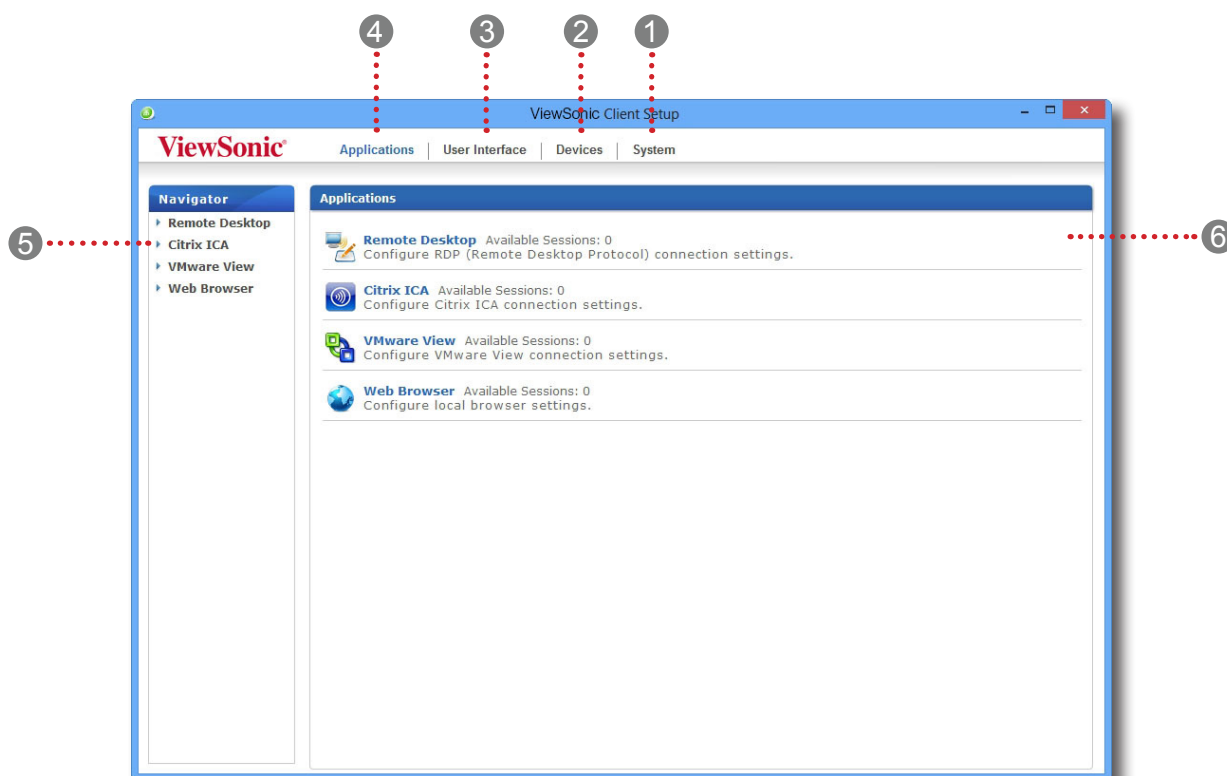 4 3 2 1
ViewSonic Client Setup
ViewSonic®
Applications | User Interface | Devices | System
Navigator
Remote Desktop
Citrix ICA
VMware View
Web Browser
5
Applications
Remote Desktop Available Sessions: 0
Configure RDP (Remote Desktop Protocol) connection settings.
6
Citrix ICA Available Sessions: 0
Configure Citrix ICA connection settings.
VMware View Available Sessions: 0
Configure VMware View connection settings.
Web Browser Available Sessions: 0
Configure local browser settings.